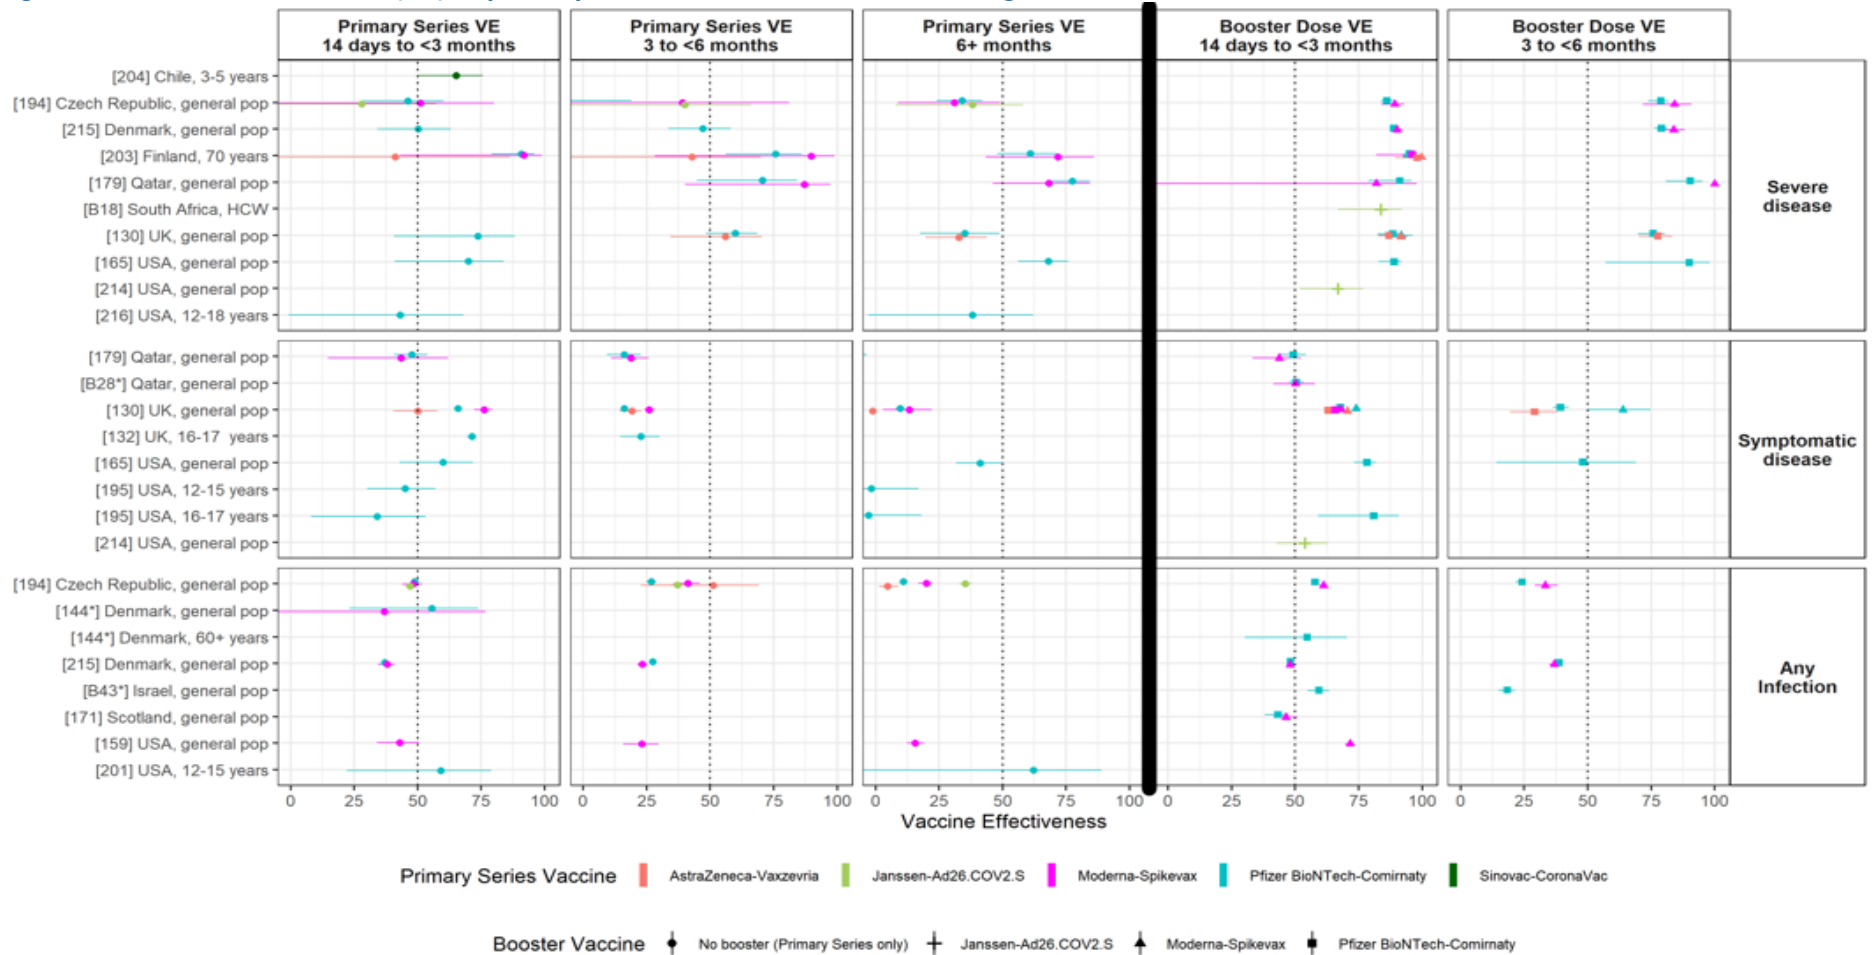 Primary Series VE
14 days to <3 months
Primary Series VE
3 to <6 months
Primary Series VE
6+ months
Booster Dose VE
14 days to <3 months
Booster Dose VE
3 to <6 months
[204] Chile, 3-5 years
[194] Czech Republic, general pop
[215] Denmark, general pop
[203] Finland, 70 years
[179] Qatar, general pop
[B18] South Africa, HCW
[130] UK, general pop
[165] USA, general pop
[214] USA, general pop
[216] USA, 12-18 years
Severe
disease
[179] Qatar, general pop
[B28*] Qatar, general pop
[130] UK, general pop
[132] UK, 16-17 years
[165] USA, general pop
[195] USA, 12-15 years
[195] USA, 16-17 years
[214] USA, general pop
Symptomatic
disease
[194] Czech Republic, general pop
[144*] Denmark, general pop
[144*] Denmark, 60+ years
[215] Denmark, general pop
[B43*] Israel, general pop
[171] Scotland, general pop
[159] USA, general pop
[201] USA, 12-15 years
Any
Infection
0 25 50 75 100 0 25 50 75 100 0 25 50 75 100 0 25 50 75 100 0 25 50 75 100
Vaccine Effectiveness
Primary Series Vaccine AstraZeneca-Vaxzevria Janssen-Ad26.COV2.S Moderna-Spikevax Pfizer BioNTech-Comirnaty Sinovac-CoronaVac
Booster Vaccine No booster (Primary Series only) Janssen-Ad26.COV2.S Moderna-Spikevax Pfizer BioNTech-Comirnaty